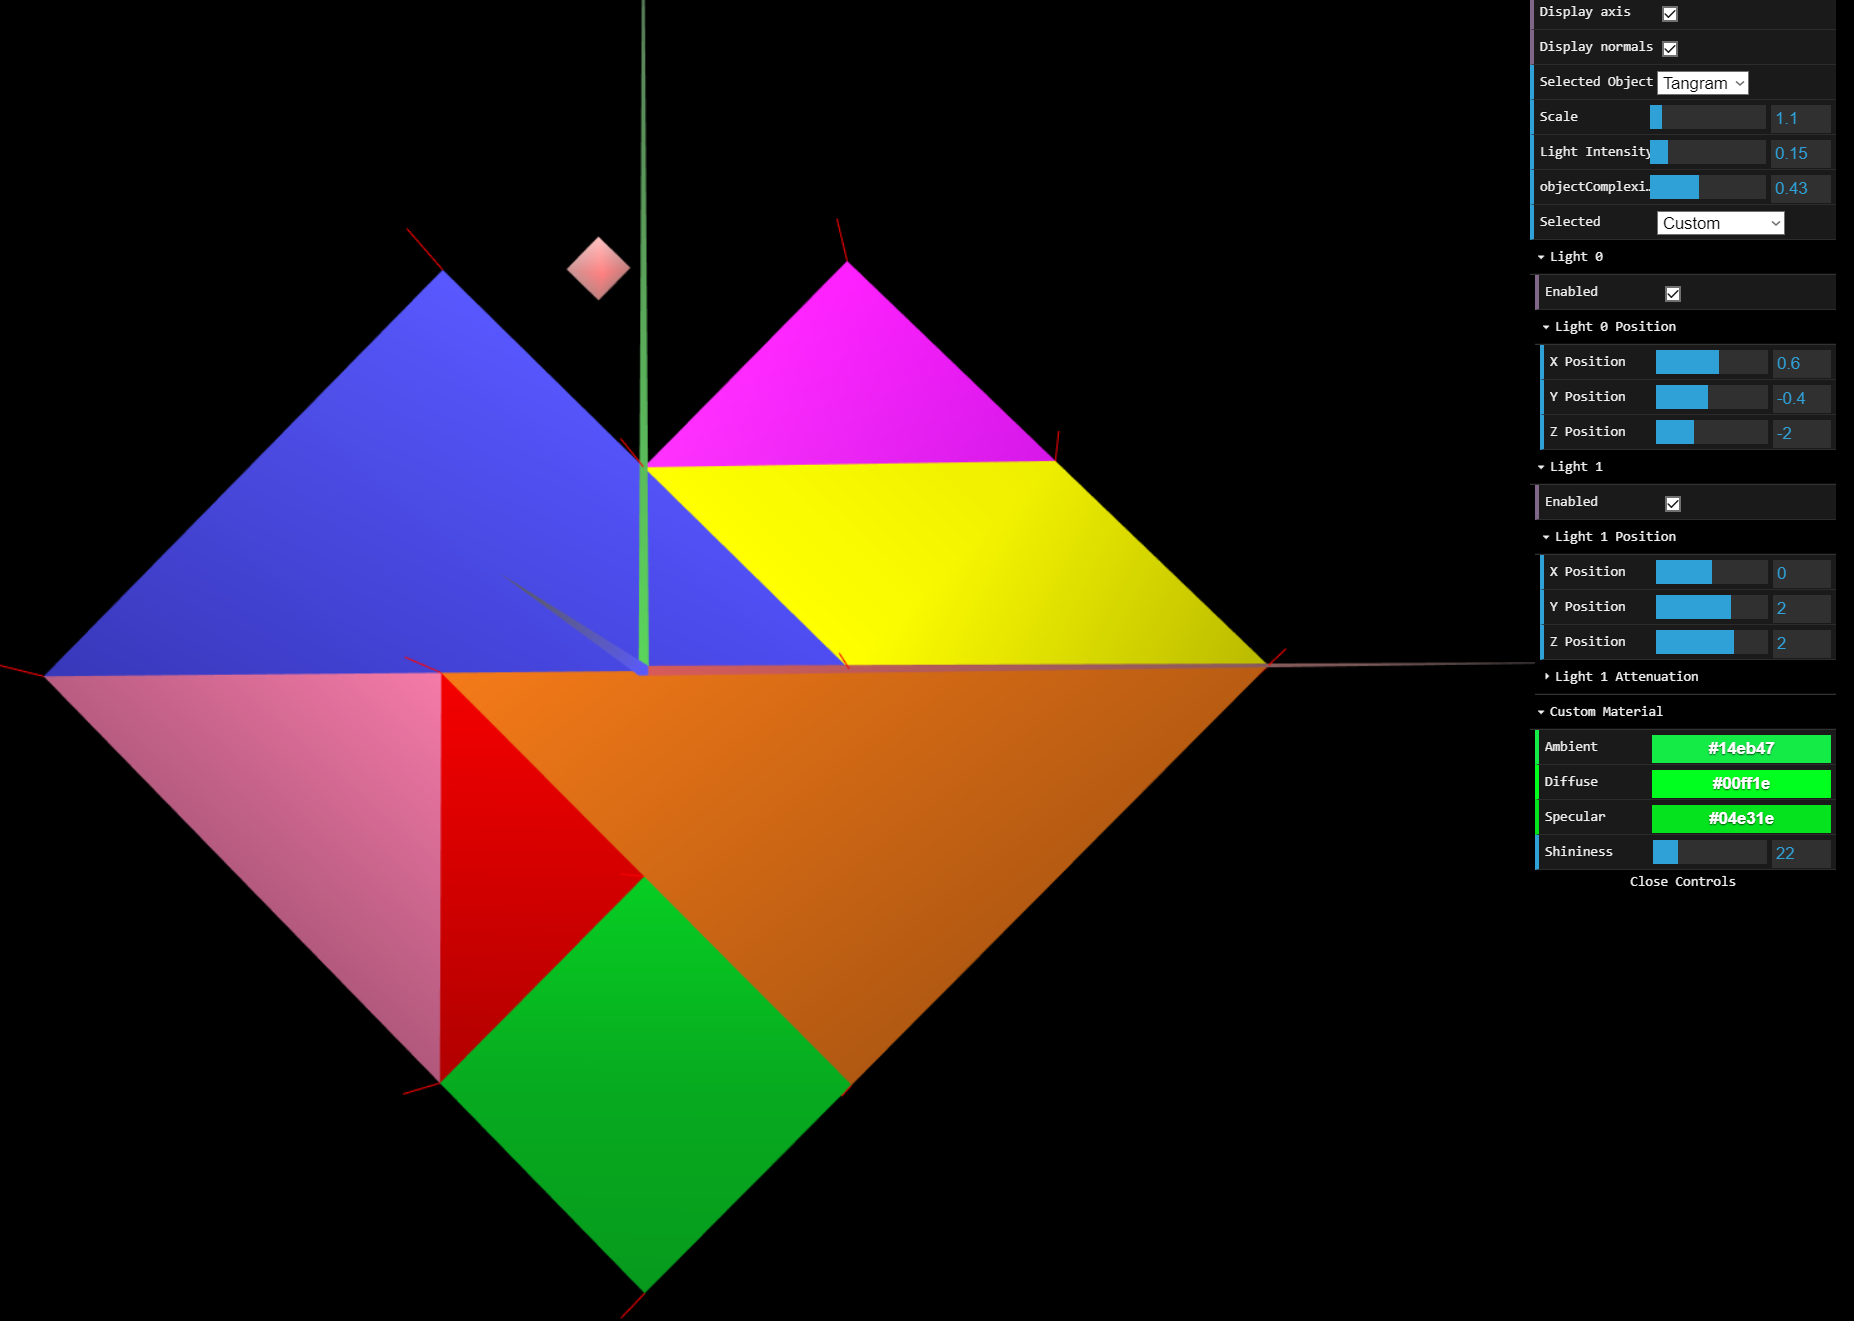 Display axis
Display normals
Selected Object Tangram
Scale 1.1
Light Intensity 0.15
objectComplexi… 0.43
Selected Custom
Light 0
Enabled
Light 0 Position
X Position 0.6
Y Position -0.4
Z Position -2
Light 1
Enabled
Light 1 Position
X Position 0
Y Position 2
Z Position 2
Light 1 Attenuation
Custom Material
Ambient #14eb47
Diffuse #00ff1e
Specular #04e31e
Shininess 22
Close Controls